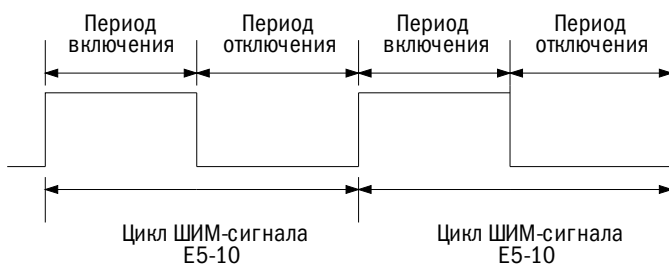 Период включения
Период отключения
Период включения
Период отключения
Цикл ШИМ-сигнала
E5-10
Цикл ШИМ-сигнала
E5-10